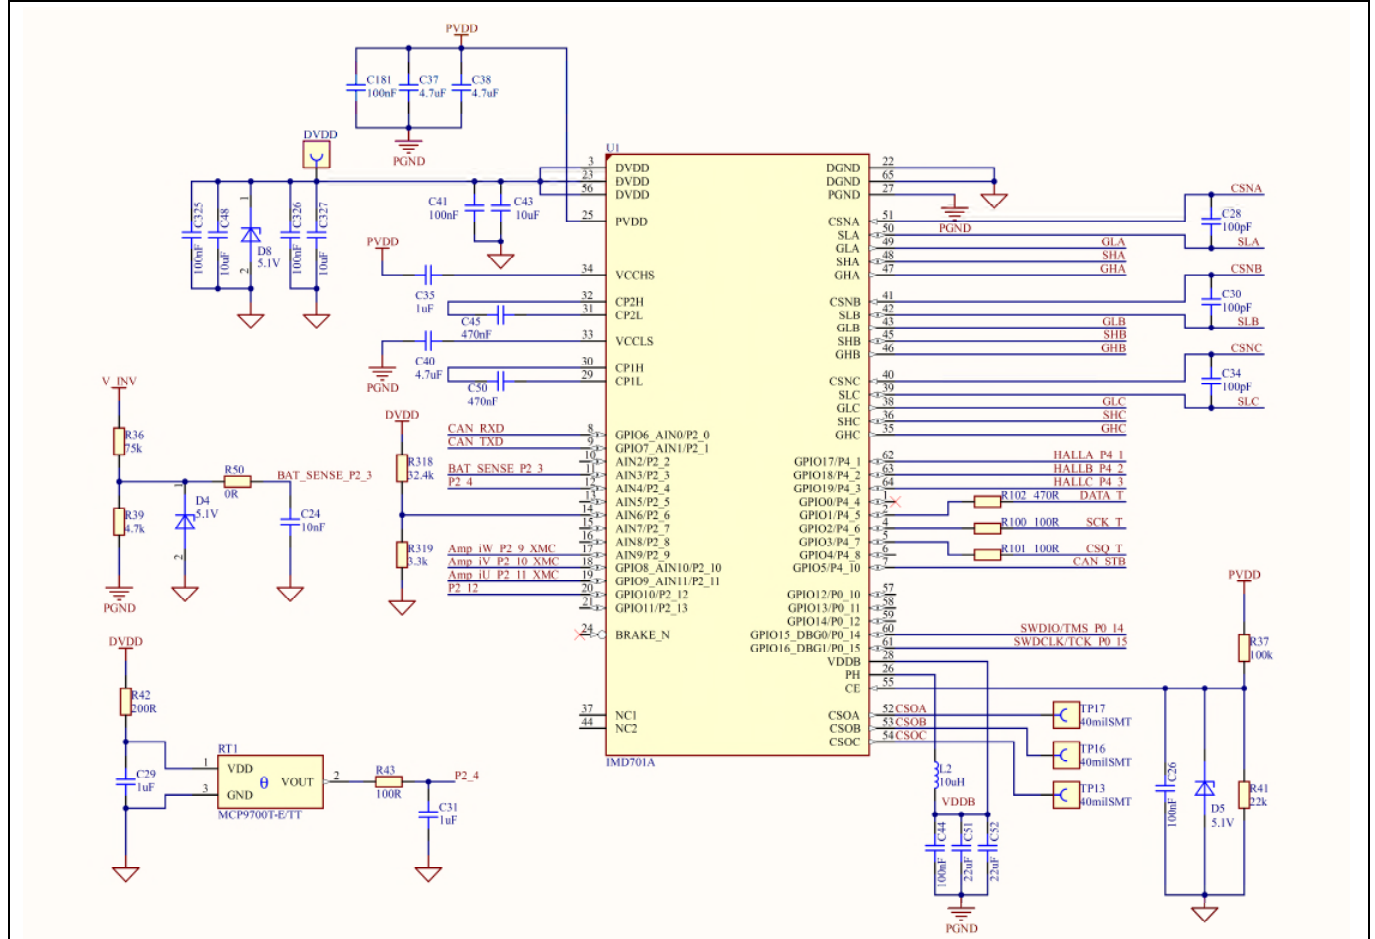 PVDD
C181
100nF
C37
4.7uF
C38
4.7uF
PGND
DVDD
C325
100nF
C48
10uF
1
2
D8
5.1V
C326
100nF
C327
10uF
C41
100nF
C43
10uF
PVDD
C35
1uF
C45
470nF
C40
4.7uF
PGND
C50
470nF
U1
3 DVDD
23 DVDD
56 DVDD
25 PVDD
34 VCCHS
32 CP2H
31 CP2L
33 VCCLS
30 CP1H
29 CP1L
CAN_RXD 8 GPIO6_AIN0/P2_0
CAN_TXD 9 GPIO7_AIN1/P2_1
10 AIN2/P2_2
BAT_SENSE_P2_3 11 AIN3/P2_3
P2_4 12 AIN4/P2_4
13 AIN5/P2_5
14 AIN6/P2_6
15 AIN7/P2_7
16 AIN8/P2_8
Amp_iW_P2_9_XMC 17 AIN9/P2_9
Amp_iV_P2_10_XMC 18 GPIO8_AIN10/P2_10
Amp_iU_P2_11_XMC 19 GPIO9_AIN11/P2_11
P2_12 20 GPIO10/P2_12
21 GPIO11/P2_13
24 BRAKE_N
37 NC1
44 NC2
IMD701A
DGND 22
DGND 65
PGND 27
PGND
CSNA 51
SLA 50
GLA 49 GLA
SHA 48 SHA
GHA 47 GHA
CSNB 41
SLB 42
GLB 43 GLB
SHB 45 SHB
GHB 46 GHB
CSNC 40
SLC 39
GLC 38 GLC
SHC 36 SHC
GHC 35 GHC
GPIO17/P4_1 62 HALLA_P4_1
GPIO18/P4_2 63 HALLB_P4_2
GPIO19/P4_3 64 HALLC_P4_3
GPIO0/P4_4 1
GPIO1/P4_5 2 R102 470R DATA_T
GPIO2/P4_6 4 R100 100R SCK_T
GPIO3/P4_7 5 R101 100R CSQ_T
GPIO4/P4_8 6
GPIO5/P4_10 7 CAN_STB
GPIO12/P0_10 57
GPIO13/P0_11 58
GPIO14/P0_12 59
GPIO15_DBG0/P0_14 60 SWDIO/TMS_P0_14
GPIO16_DBG1/P0_15 61 SWDCLK/TCK_P0_15
VDDB 28
PH 26
CE 55
CSOA 52 CSOA
CSOB 53 CSOB
CSOC 54 CSOC
CSNA
C28
100pF
SLA
CSNB
C30
100pF
SLB
CSNC
C34
100pF
SLC
V_INV
R36
75k
R39
4.7k
PGND
1
2
D4
5.1V
R50
0R
BAT_SENSE_P2_3
C24
10nF
DVDD
R318
32.4k
R319
3.3k
DVDD
R42
200R
C29
1uF
RT1
1 VDD
3 GND
θ
VOUT 2
MCP9700T-E/TT
R43
100R
P2_4
C31
1uF
L2
10uH
VDDB
C44
100nF
C51
22uF
C52
22uF
PGND
TP17
40milSMT
TP16
40milSMT
TP13
40milSMT
PVDD
R37
100k
C26
100nF
D5
5.1V
R41
22k